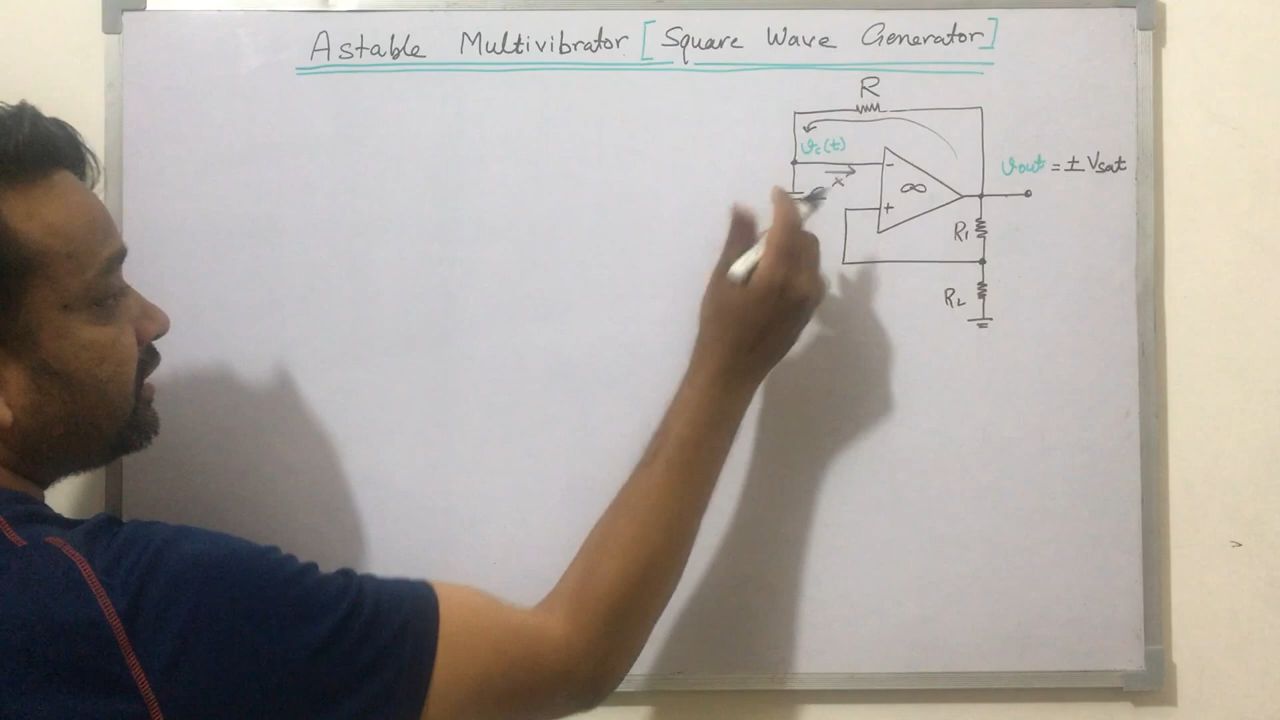 Astable Multivibrator [Square Wave Generator]
R
vc(t)
vout = ± Vsat
x
-
∞
+
R1
R2